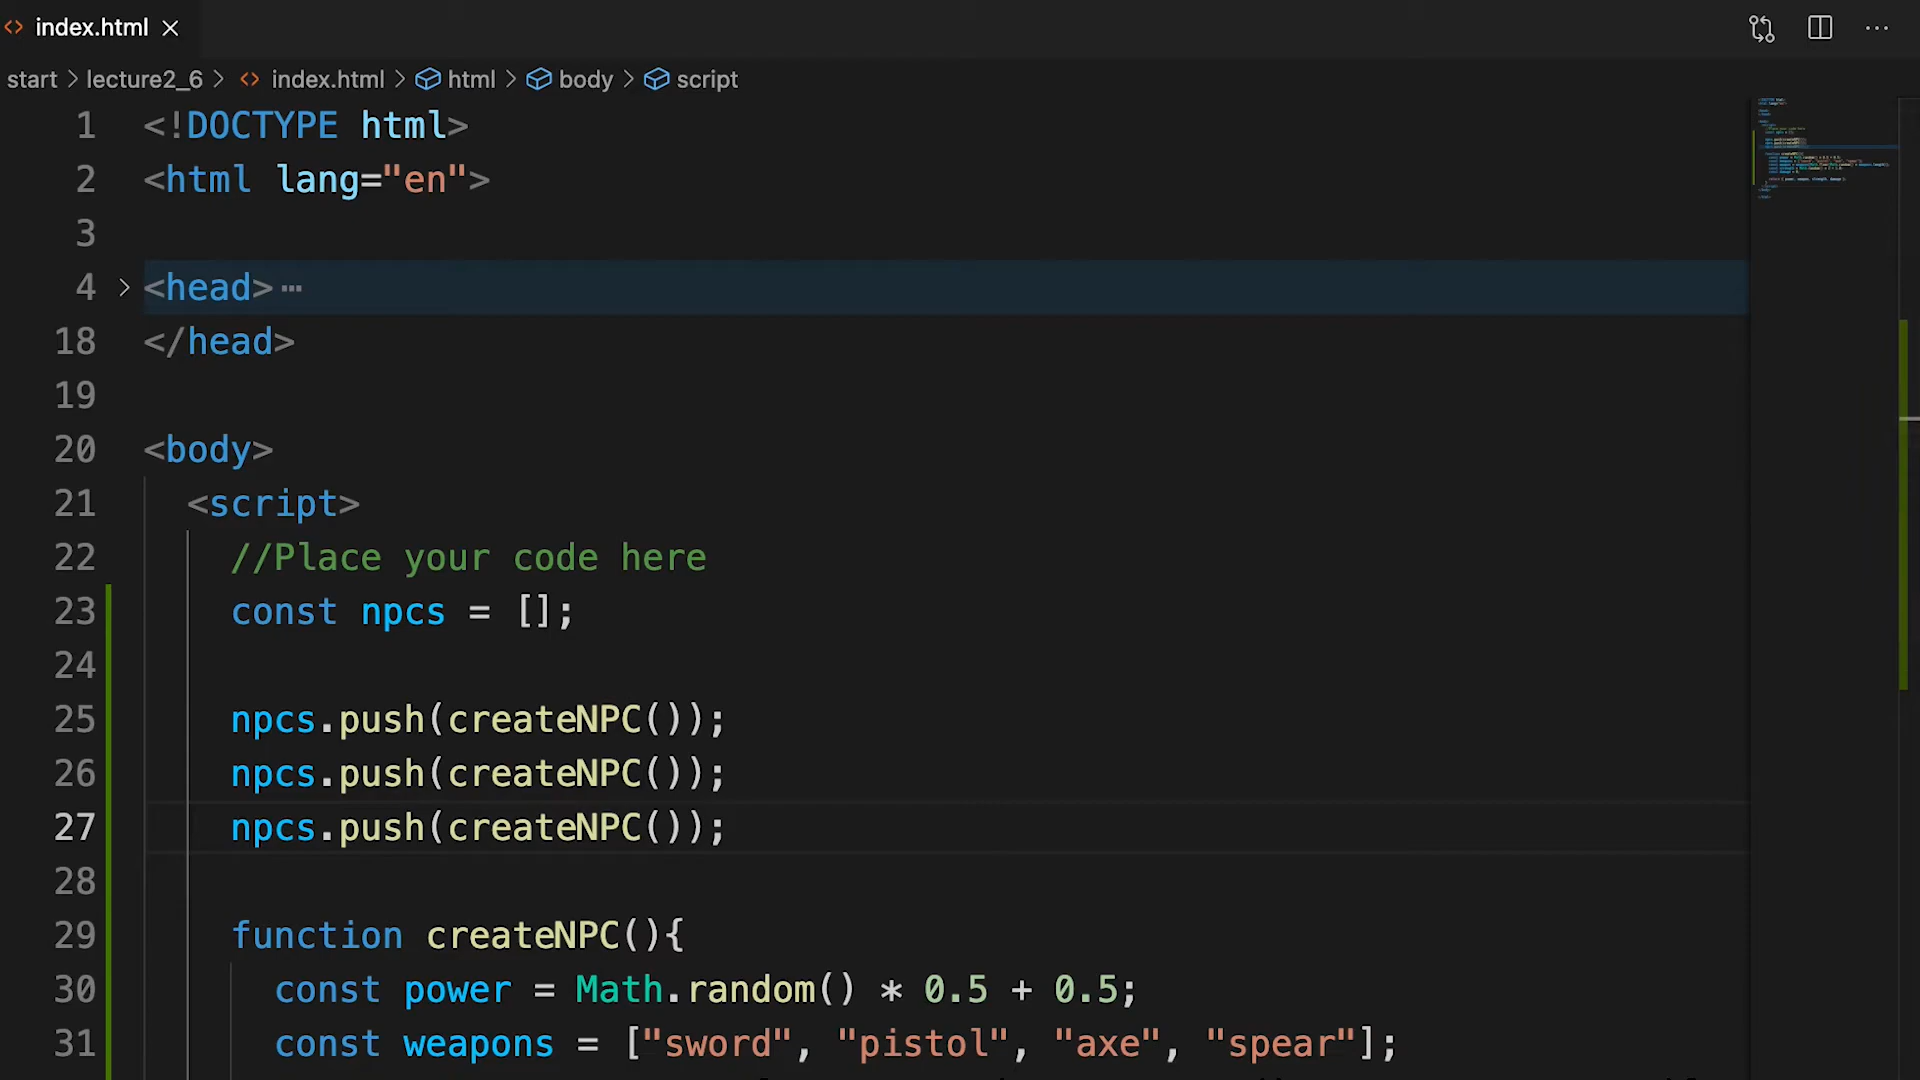 index.html
start > lecture2_6 > index.html > html > body > script
1 <!DOCTYPE html>
2 <html lang="en">
3
4 <head>
18 </head>
19
20 <body>
21 <script>
22 //Place your code here
23 const npcs = [];
24
25 npcs.push(createNPC());
26 npcs.push(createNPC());
27 npcs.push(createNPC());
28
29 function createNPC(){
30 const power = Math.random() * 0.5 + 0.5;
31 const weapons = ["sword", "pistol", "axe", "spear"];